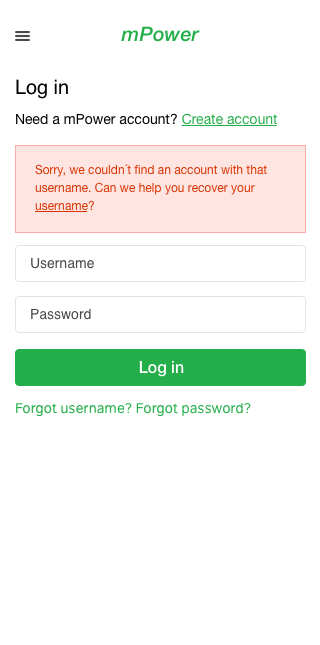 mPower
Log in
Need a mPower account? Create account
Sorry, we couldn´t find an account with that
username. Can we help you recover your
username?
Username
Password
Log in
Forgot username? Forgot password?